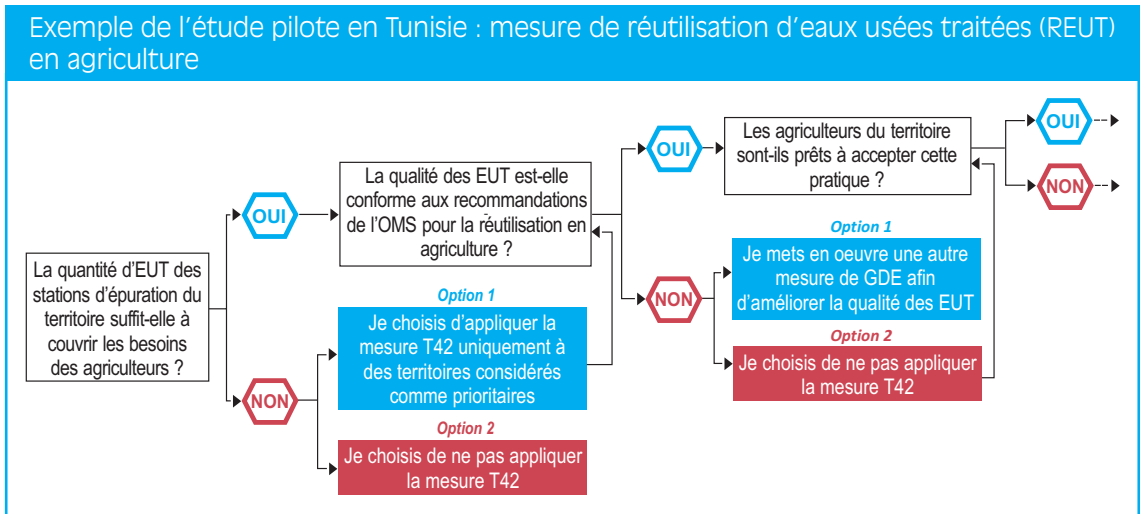 Exemple de l'étude pilote en Tunisie : mesure de réutilisation d'eaux usées traitées (REUT)
en agriculture
La quantité d'EUT des
stations d'épuration du
territoire suffit-elle à
couvrir les besoins
des agriculteurs ?
OUI
NON
La qualité des EUT est-elle
conforme aux recommandations
de l'OMS pour la réutilisation en
agriculture ?
Option 1
Je choisis d'appliquer la
mesure T42 uniquement à
des territoires considérés
comme prioritaires
Option 2
Je choisis de ne pas appliquer
la mesure T42
OUI
NON
Les agriculteurs du territoire
sont-ils prêts à accepter cette
pratique ?
Option 1
Je mets en oeuvre une autre
mesure de GDE afin
d'améliorer la qualité des EUT
Option 2
Je choisis de ne pas appliquer
la mesure T42
OUI
NON